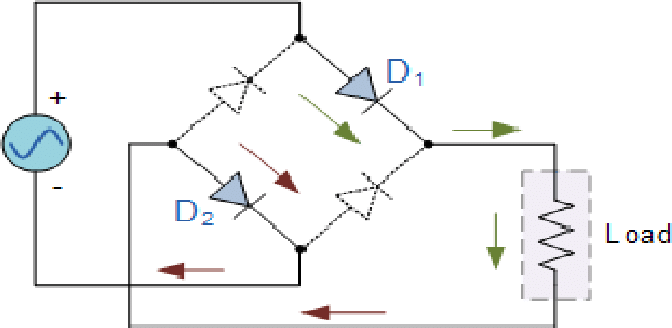 D₁
+
-
D₂
Load